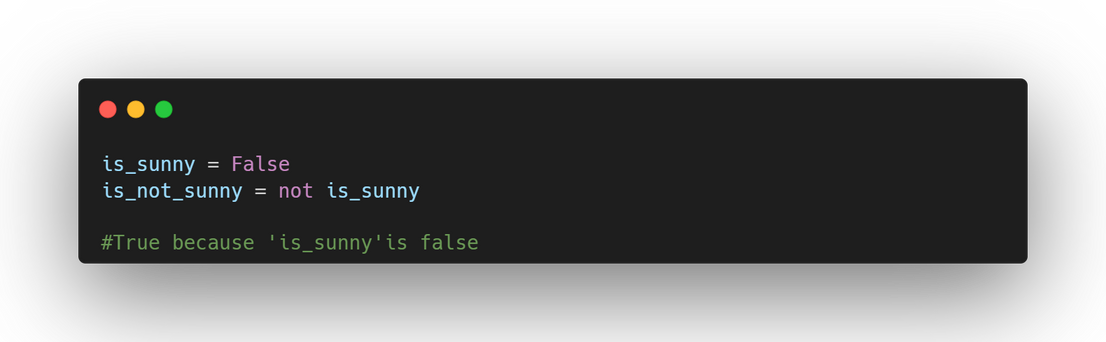 is_sunny = False
is_not_sunny = not is_sunny
#True because 'is_sunny'is false